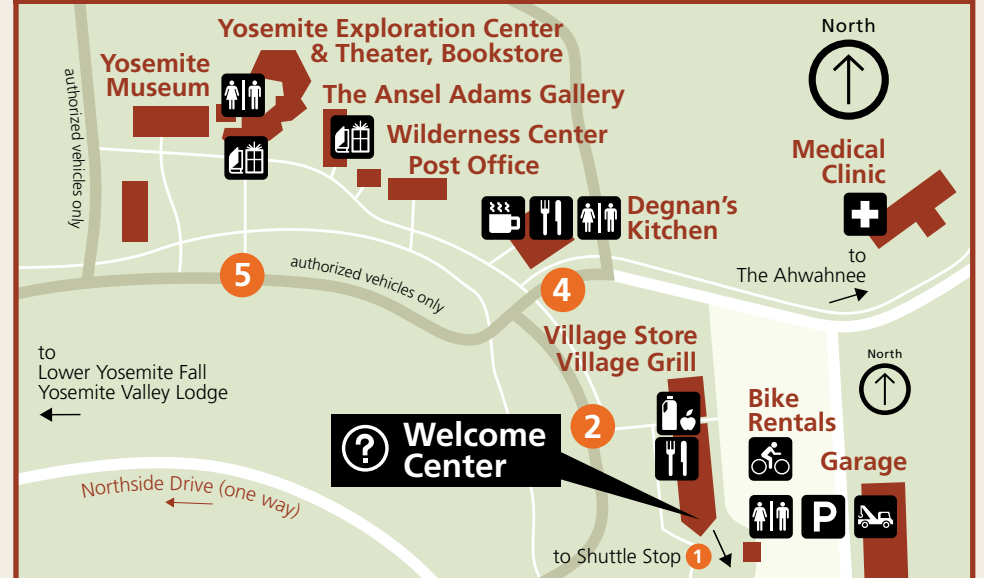 Yosemite Exploration Center
& Theater, Bookstore
North
Yosemite
Museum
authorized vehicles only
The Ansel Adams Gallery
Wilderness Center
Post Office
Medical
Clinic
Degnan's
Kitchen
to
The Ahwahnee
5
authorized vehicles only
4
Village Store
Village Grill
to
Lower Yosemite Fall
Yosemite Valley Lodge
North
Bike
Rentals
2
?
Welcome
Center
Garage
Northside Drive (one way)
P
to Shuttle Stop 1